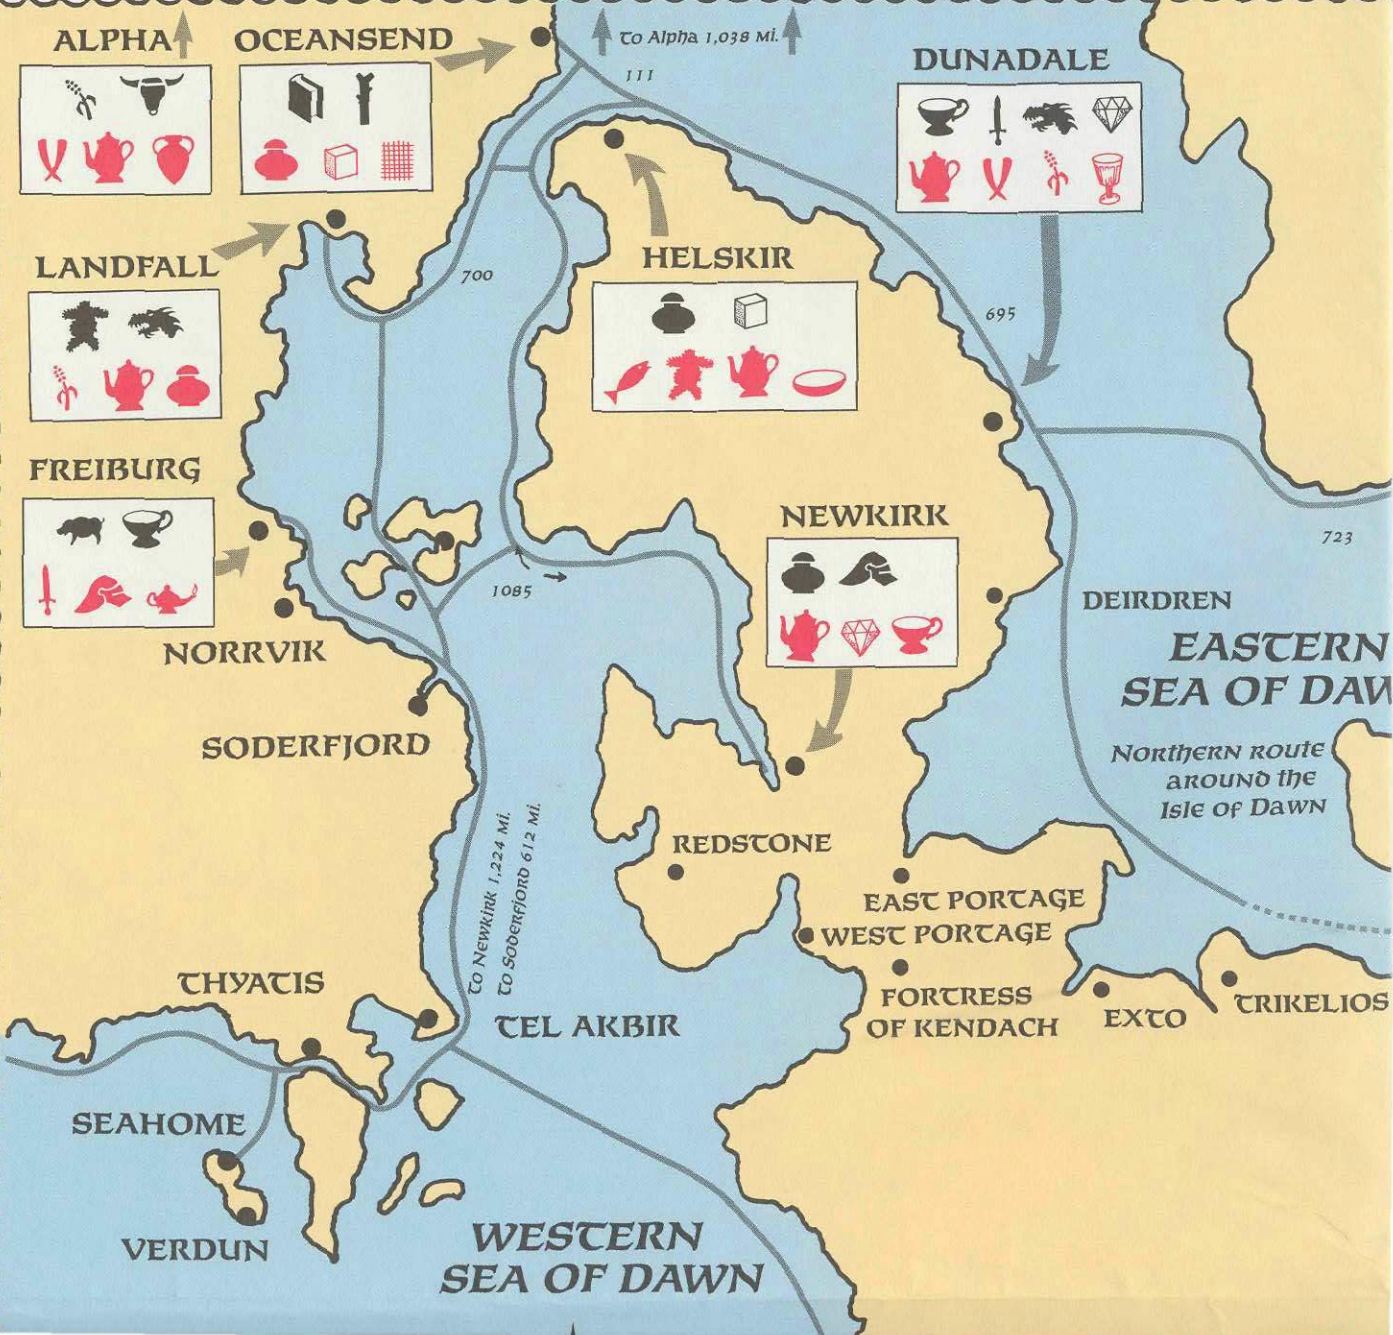 ALPHA
OCEANSEND
To Alpha 1,038 Mi.
111
DUNADALE
LANDFALL
700
HELSKIR
695
FREIBURG
NEWKIRK
723
1085
DEIRDREN
NORRVIK
EASTERN
SEA OF DAW
SODERFJORD
Northern route
around the
Isle of Dawn
To Newkirk 1,224 Mi.
To Soderfjord 612 Mi.
REDSTONE
EAST PORTAGE
WEST PORTAGE
THYATIS
FORTRESS
OF KENDACH
EXTO
TRIKELIOS
TEL AKBIR
SEAHOME
VERDUN
WESTERN
SEA OF DAWN